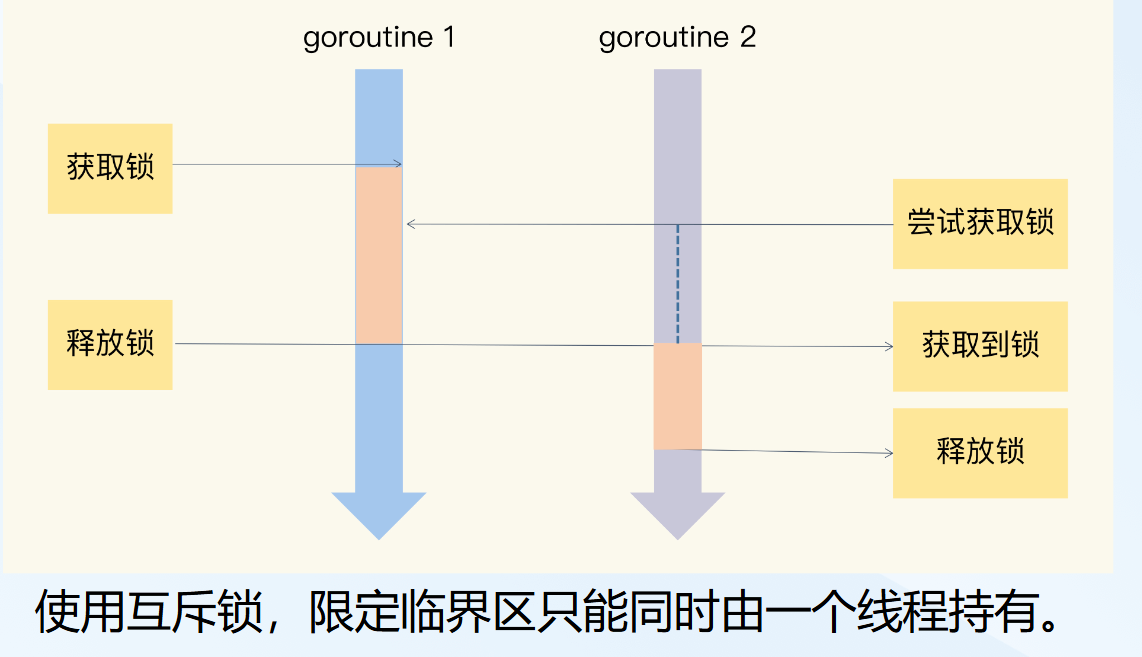 goroutine 1
goroutine 2
获取锁
尝试获取锁
释放锁
获取到锁
释放锁
使用互斥锁，限定临界区只能同时由一个线程持有。